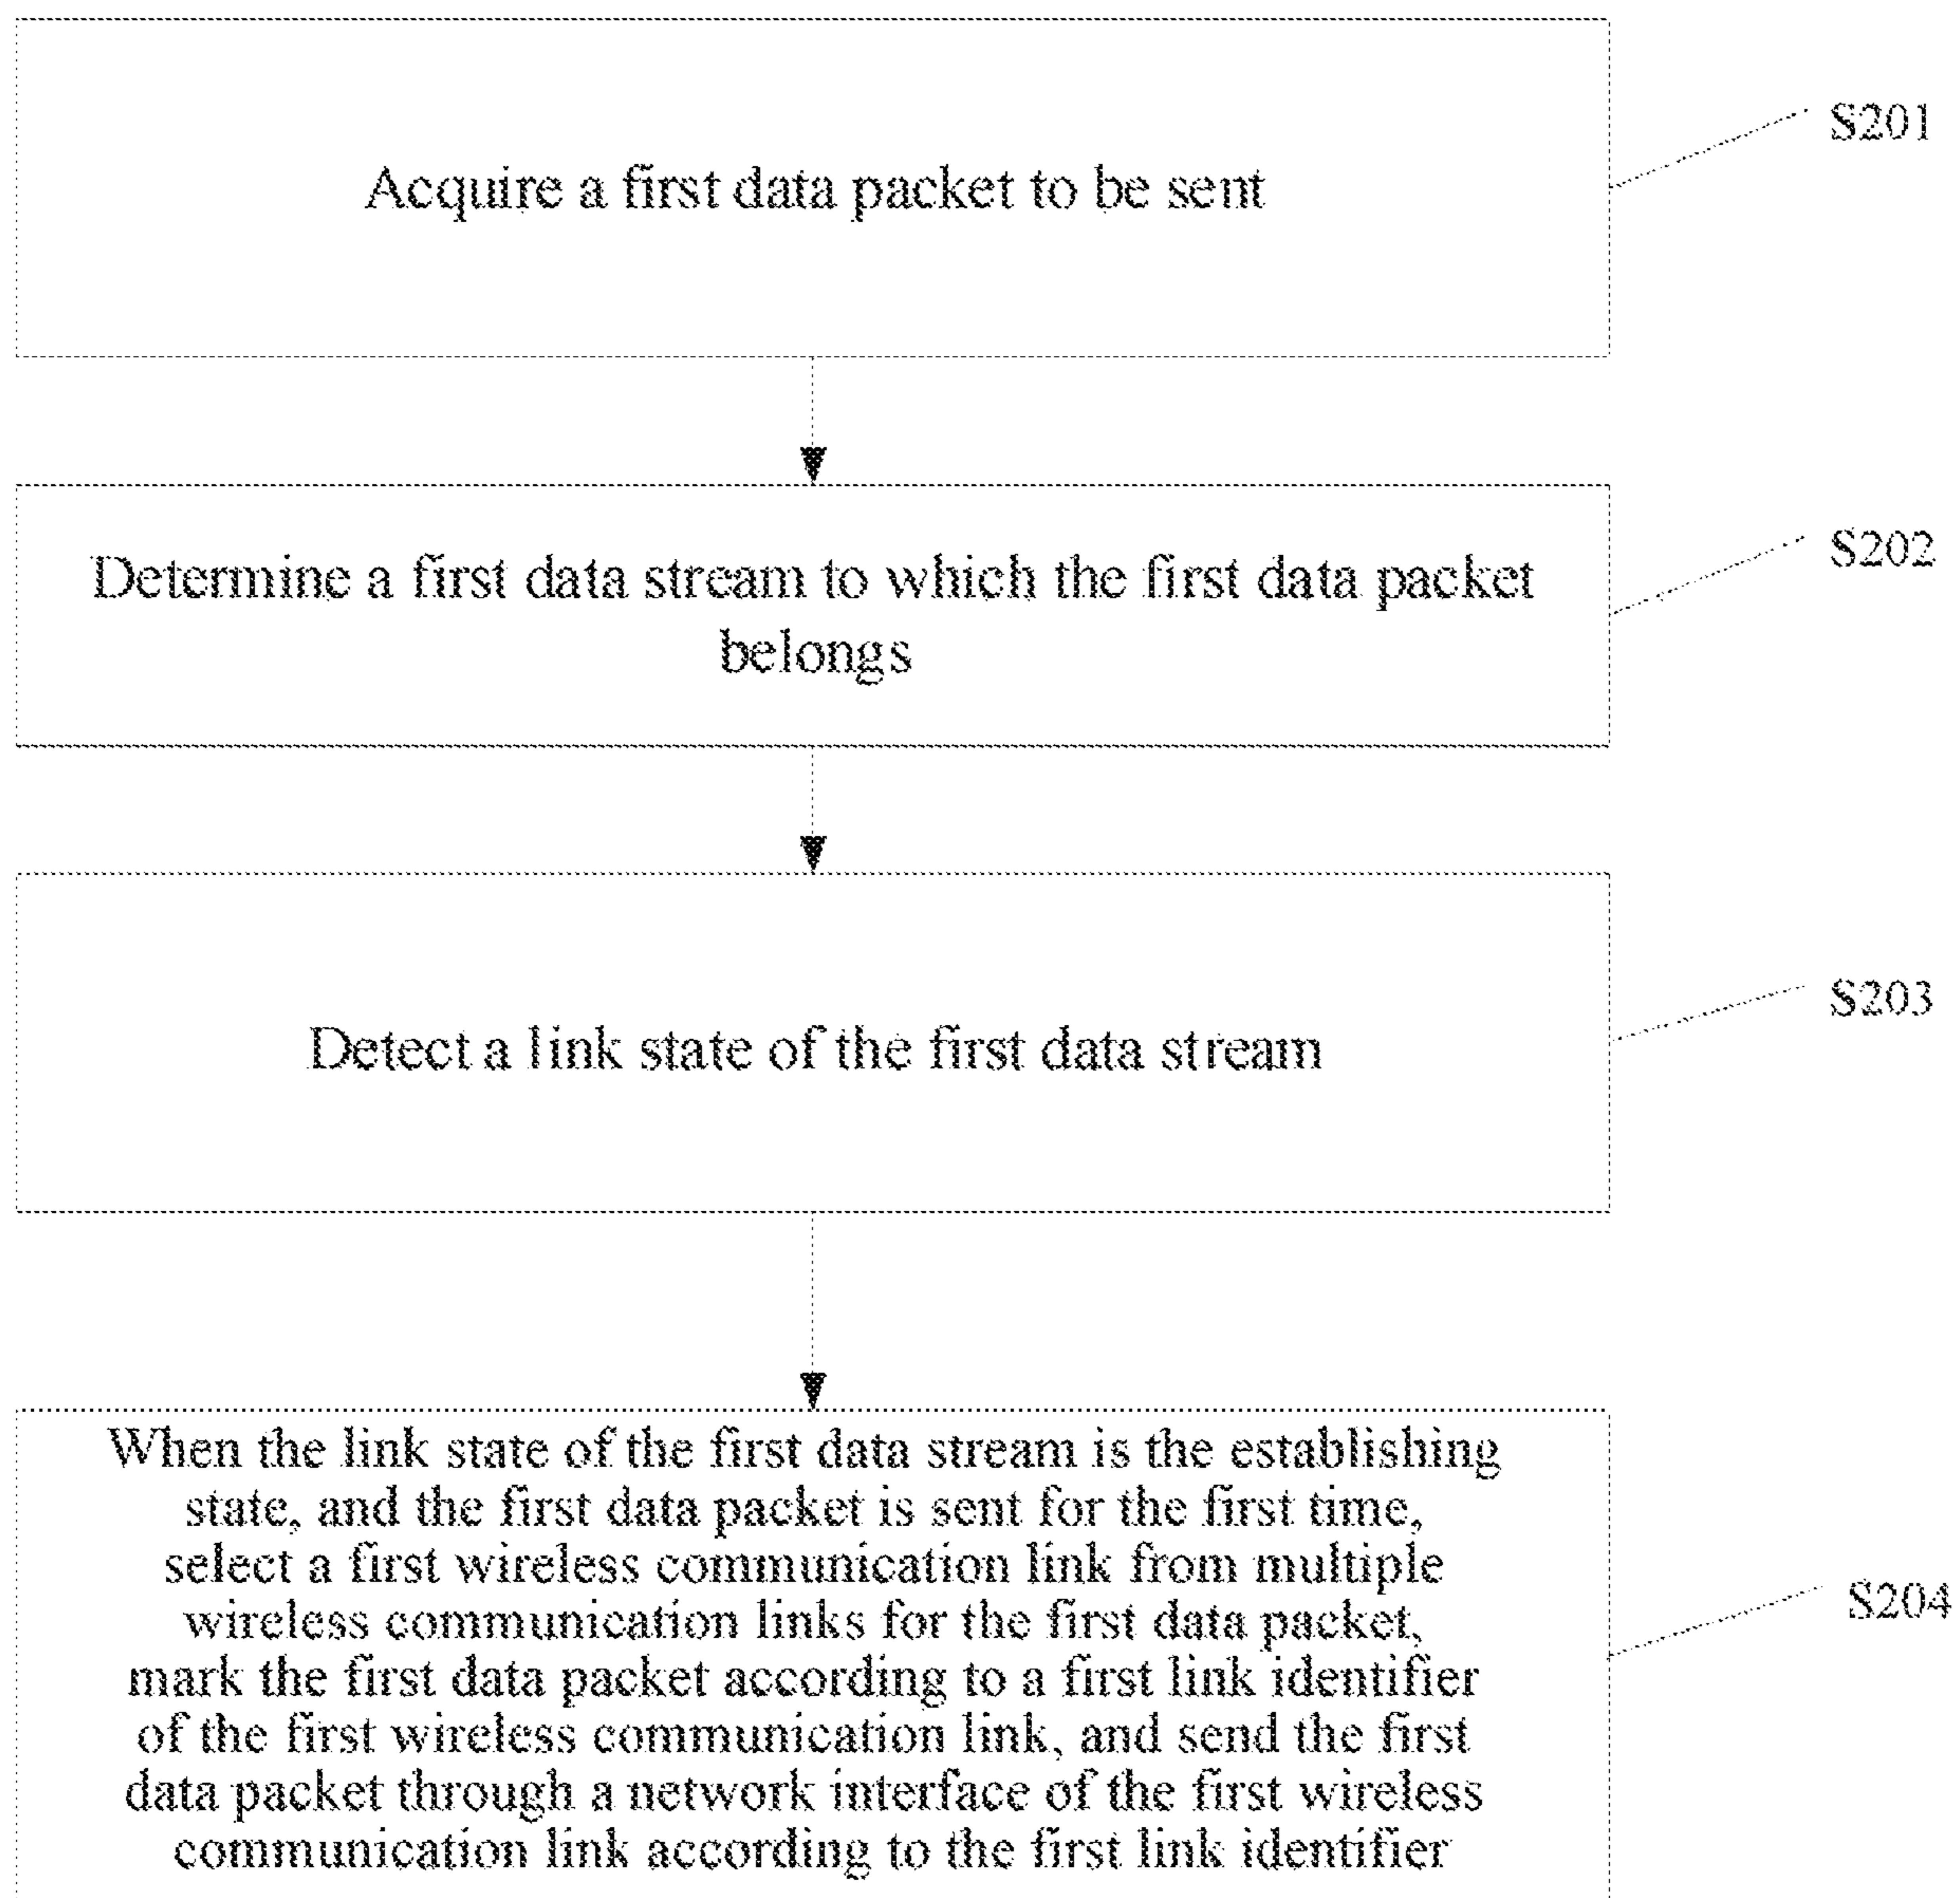 Acquire a first data packet to be sent
S201
Determine a first data stream to which the first data packet
belongs
S202
Detect a link state of the first data stream
S203
When the link state of the first data stream is the establishing
state, and the first data packet is sent for the first time,
select a first wireless communication link from multiple
wireless communication links for the first data packet,
mark the first data packet according to a first link identifier
of the first wireless communication link, and send the first
data packet through a network interface of the first wireless
communication link according to the first link identifier
S204